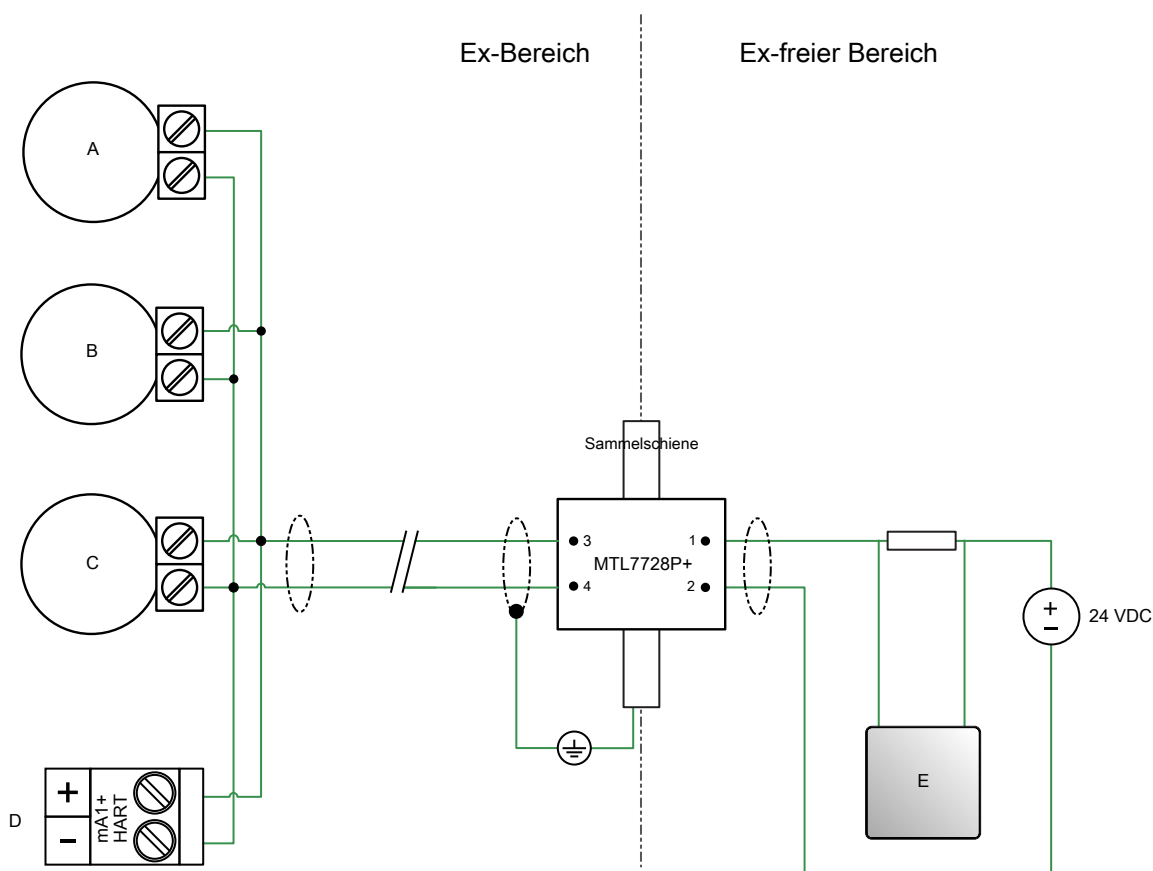 Ex-Bereich
Ex-freier Bereich
A
B
Sammelschiene
C
3
1
MTL7728P+
4
2
+
-
24 VDC
D
+
-
mA1+
HART
E